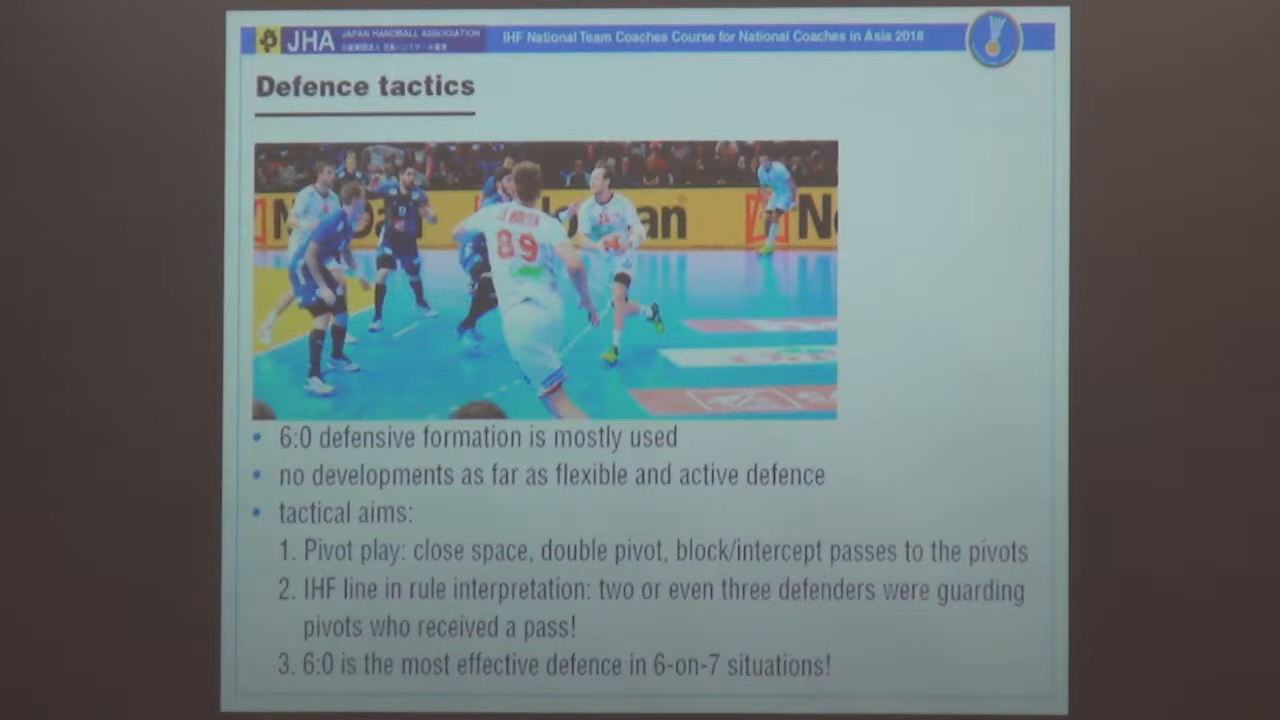 JHA JAPAN HANDBALL ASSOCIATION
IHF National Team Coaches Course for National Coaches in Asia 2018
Defence tactics
89
• 6:0 defensive formation is mostly used
• no developments as far as flexible and active defence
• tactical aims:
1. Pivot play: close space, double pivot, block/intercept passes to the pivots
2. IHF line in rule interpretation: two or even three defenders were guarding
pivots who received a pass!
3. 6:0 is the most effective defence in 6-on-7 situations!